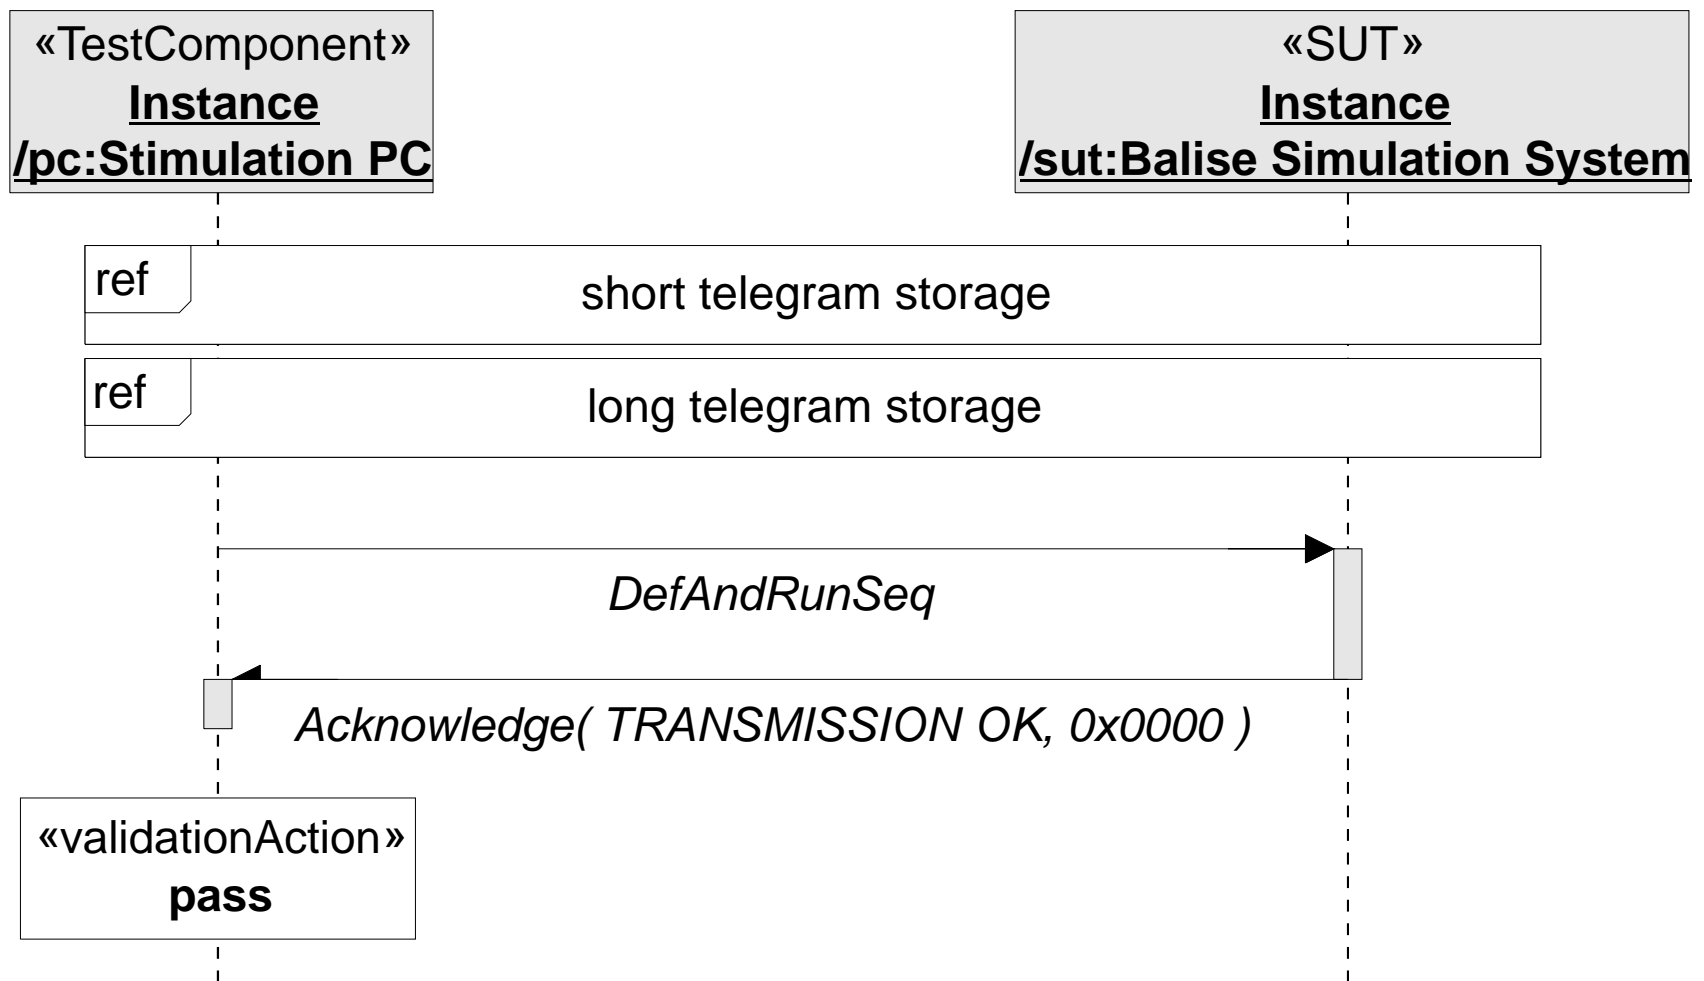 «TestComponent»
Instance
/pc:Stimulation PC
«SUT»
Instance
/sut:Balise Simulation System
ref
short telegram storage
ref
long telegram storage
DefAndRunSeq
Acknowledge( TRANSMISSION OK, 0x0000 )
«validationAction»
pass